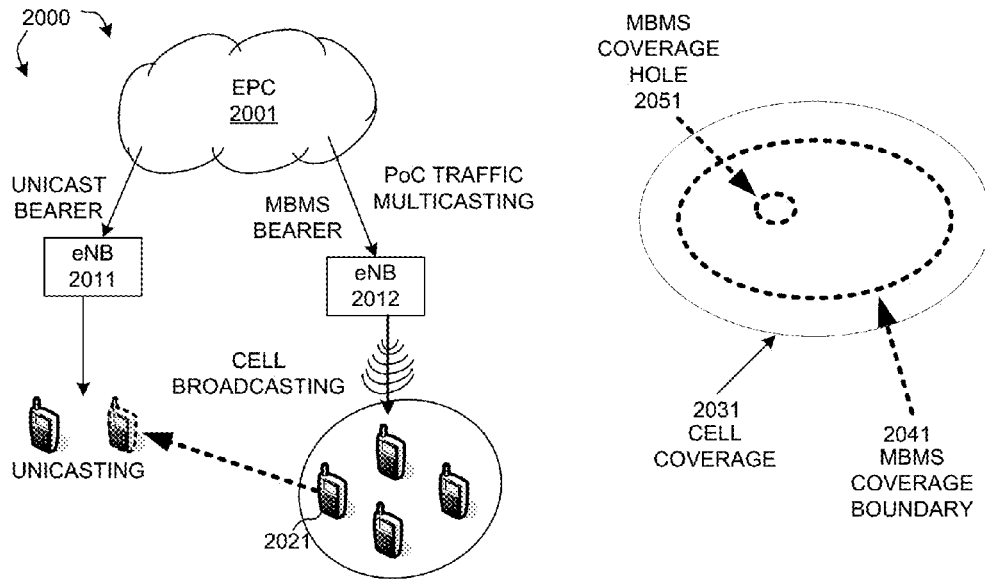 2000
EPC
2001
UNICAST
BEARER
MBMS
BEARER
PoC TRAFFIC
MULTICASTING
eNB
2011
eNB
2012
CELL
BROADCASTING
UNICASTING
2021
MBMS
COVERAGE
HOLE
2051
2031
CELL
COVERAGE
2041
MBMS
COVERAGE
BOUNDARY